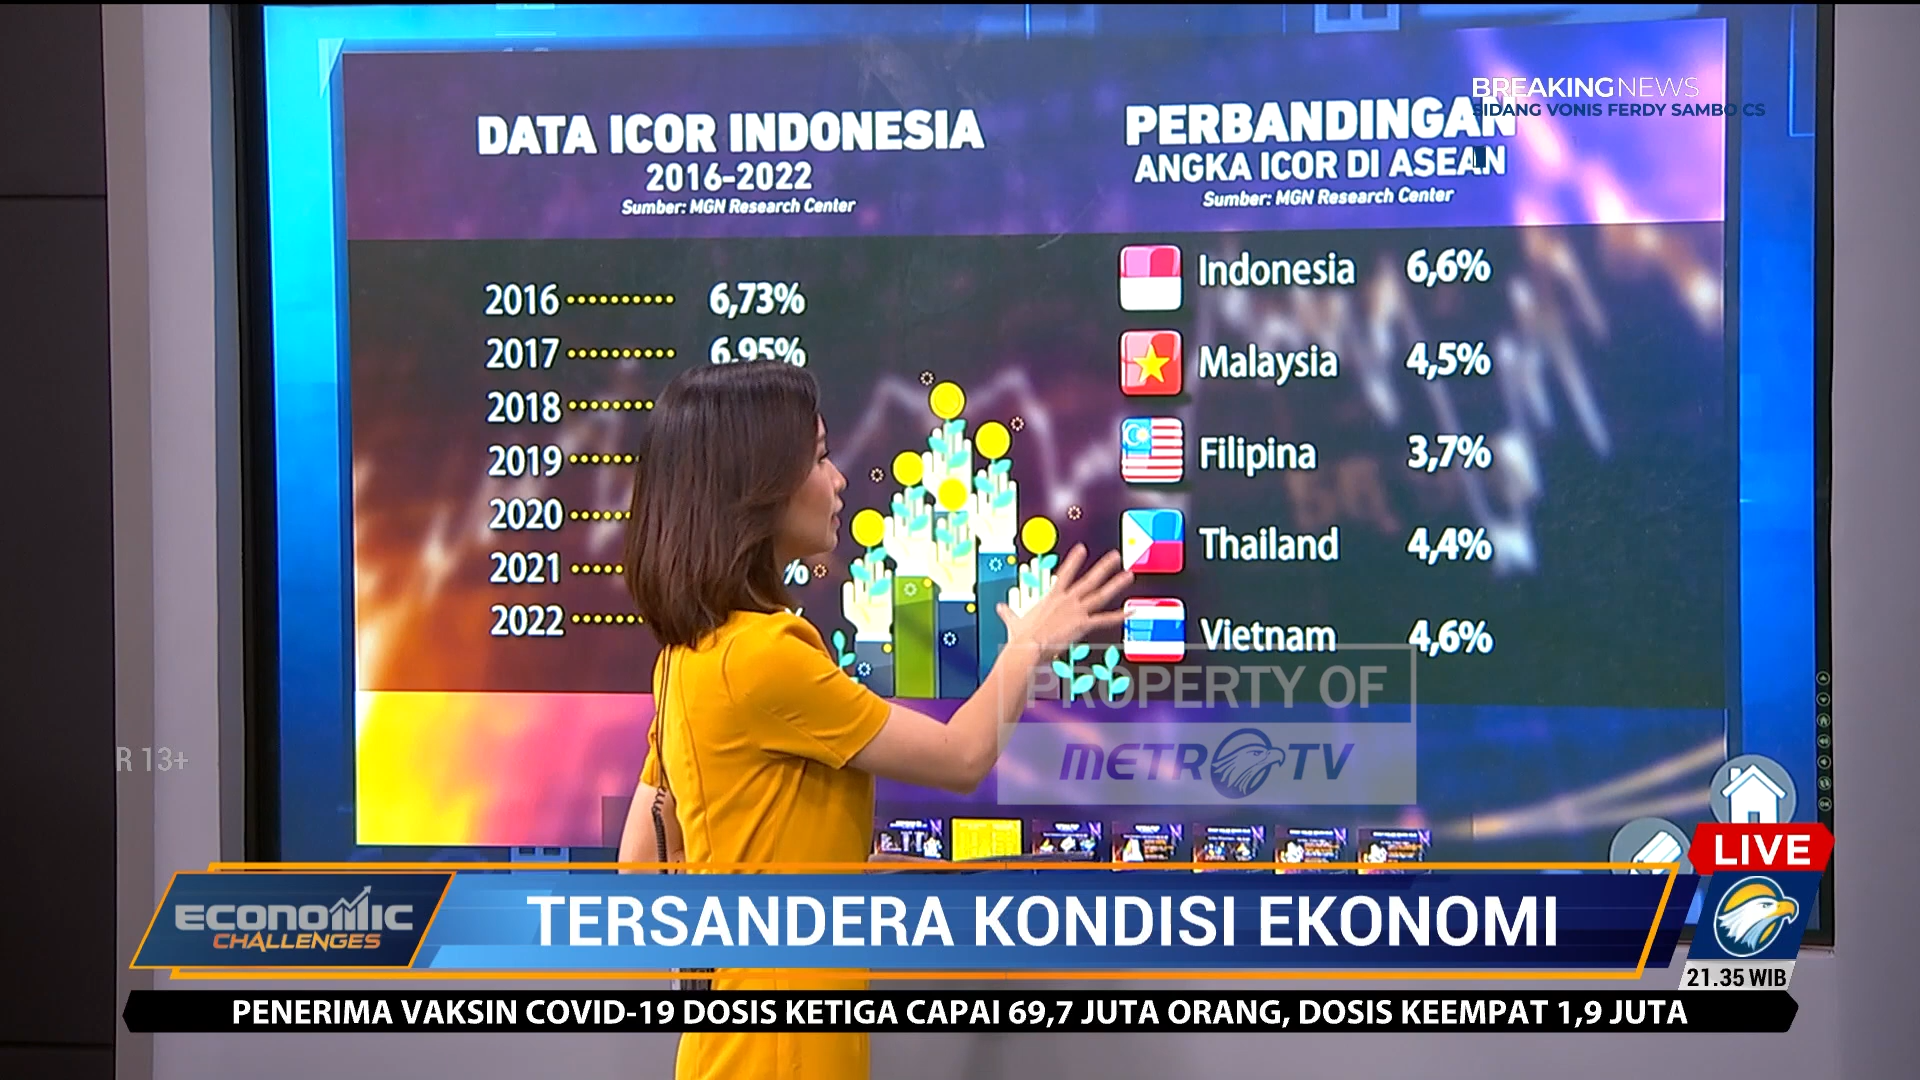 BREAKINGNEWS
SIDANG VONIS FERDY SAMBO CS
DATA ICOR INDONESIA
2016-2022
Sumber: MGN Research Center
2016 .......... 6,73%
2017 .......... 6,95%
2018
2019
2020
2021 %
2022
PERBANDINGAN
ANGKA ICOR DI ASEAN
Sumber: MGN Research Center
Indonesia 6,6%
Malaysia 4,5%
Filipina 3,7%
Thailand 4,4%
Vietnam 4,6%
PROPERTY OF
METRO TV
R 13+
LIVE
ECONOMIC
CHALLENGES
TERSANDERA KONDISI EKONOMI
21.35 WIB
PENERIMA VAKSIN COVID-19 DOSIS KETIGA CAPAI 69,7 JUTA ORANG, DOSIS KEEMPAT 1,9 JUTA